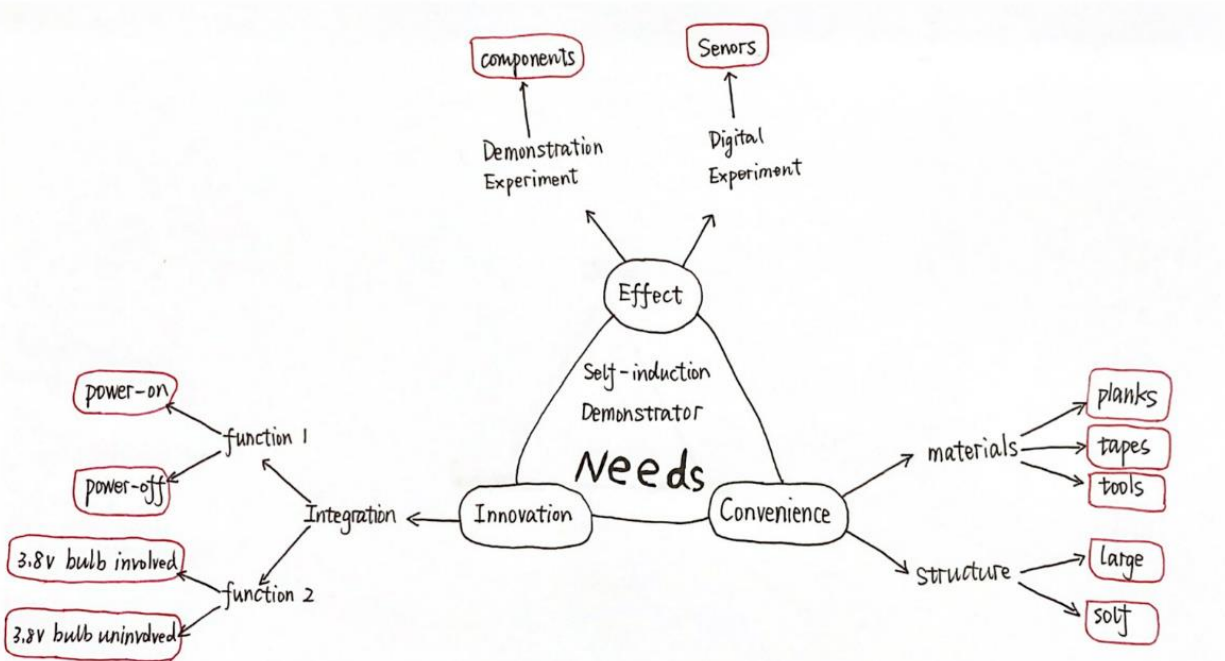 components
Senors
Demonstration
Experiment
Digital
Experiment
Effect
Self-induction
Demonstrator
Needs
Innovation
Convenience
Integration
function 1
power-on
power-off
function 2
3.8v bulb involved
3.8v bulb uninvolved
materials
planks
tapes
tools
structure
large
solf